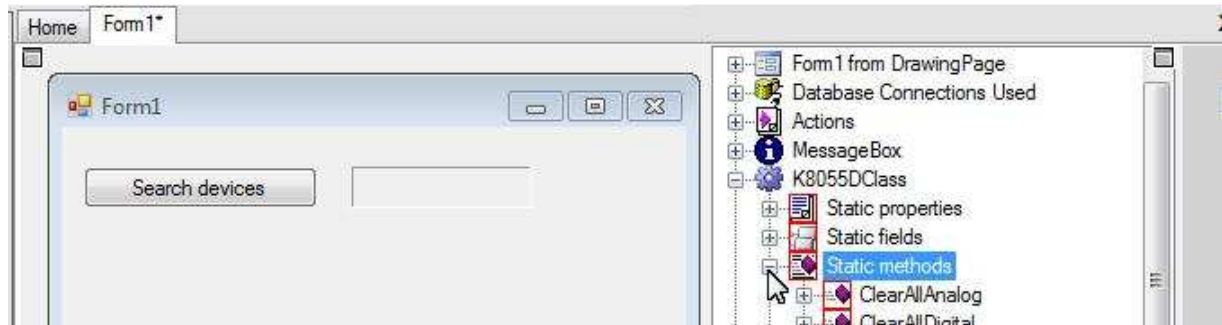 Home Form1*
Form1
Search devices
Form1 from DrawingPage
Database Connections Used
Actions
MessageBox
K8055DClass
Static properties
Static fields
Static methods
ClearAllAnalog
ClearAllDigital